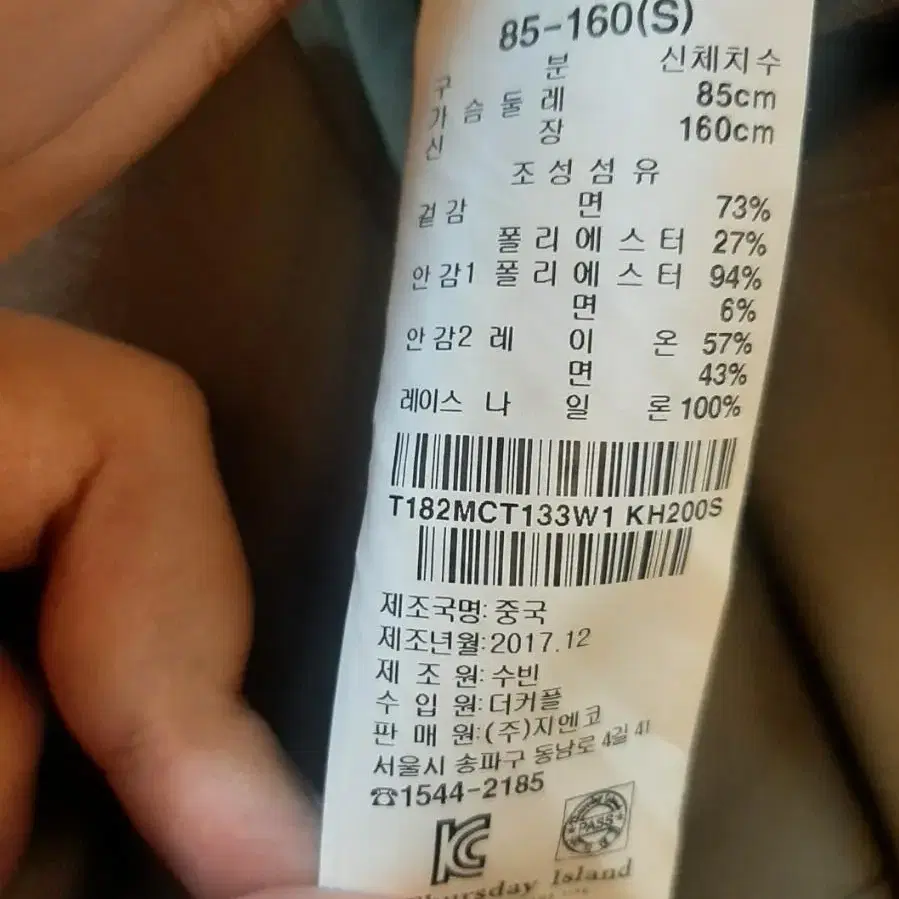 85-160(S)
구 분 신체치수
가슴둘레 85cm
신 장 160cm
조성섬유
겉감 면 73%
폴리에스터 27%
안감1 폴리에스터 94%
면 6%
안감2 레이온 57%
면 43%
레이스 나일론 100%
T182MCT133W1 KH200S
제조국명: 중국
제조년월: 2017.12
제 조 원: 수빈
수 입 원: 더커플
판 매 원: (주)지엔코
서울시 송파구 동남로 4길 41
☎1544-2185
KC
PASS
Thursday Island